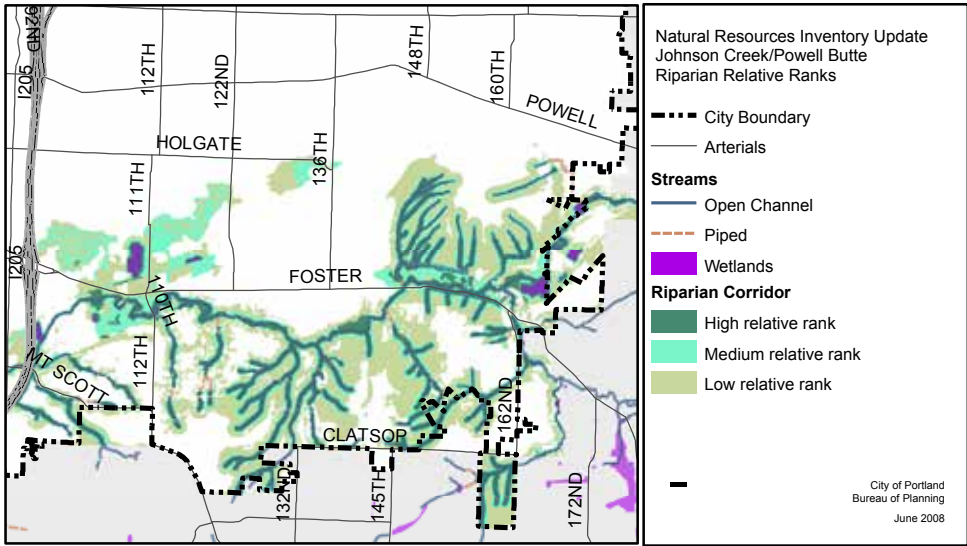 92ND
I205
112TH
122ND
148TH
160TH
POWELL
HOLGATE
136TH
111TH
I205
FOSTER
110TH
112TH
MT SCOTT
162ND
CLATSOP
132ND
145TH
172ND
Natural Resources Inventory Update
Johnson Creek/Powell Butte
Riparian Relative Ranks
City Boundary
Arterials
Streams
Open Channel
Piped
Wetlands
Riparian Corridor
High relative rank
Medium relative rank
Low relative rank
City of Portland
Bureau of Planning
June 2008